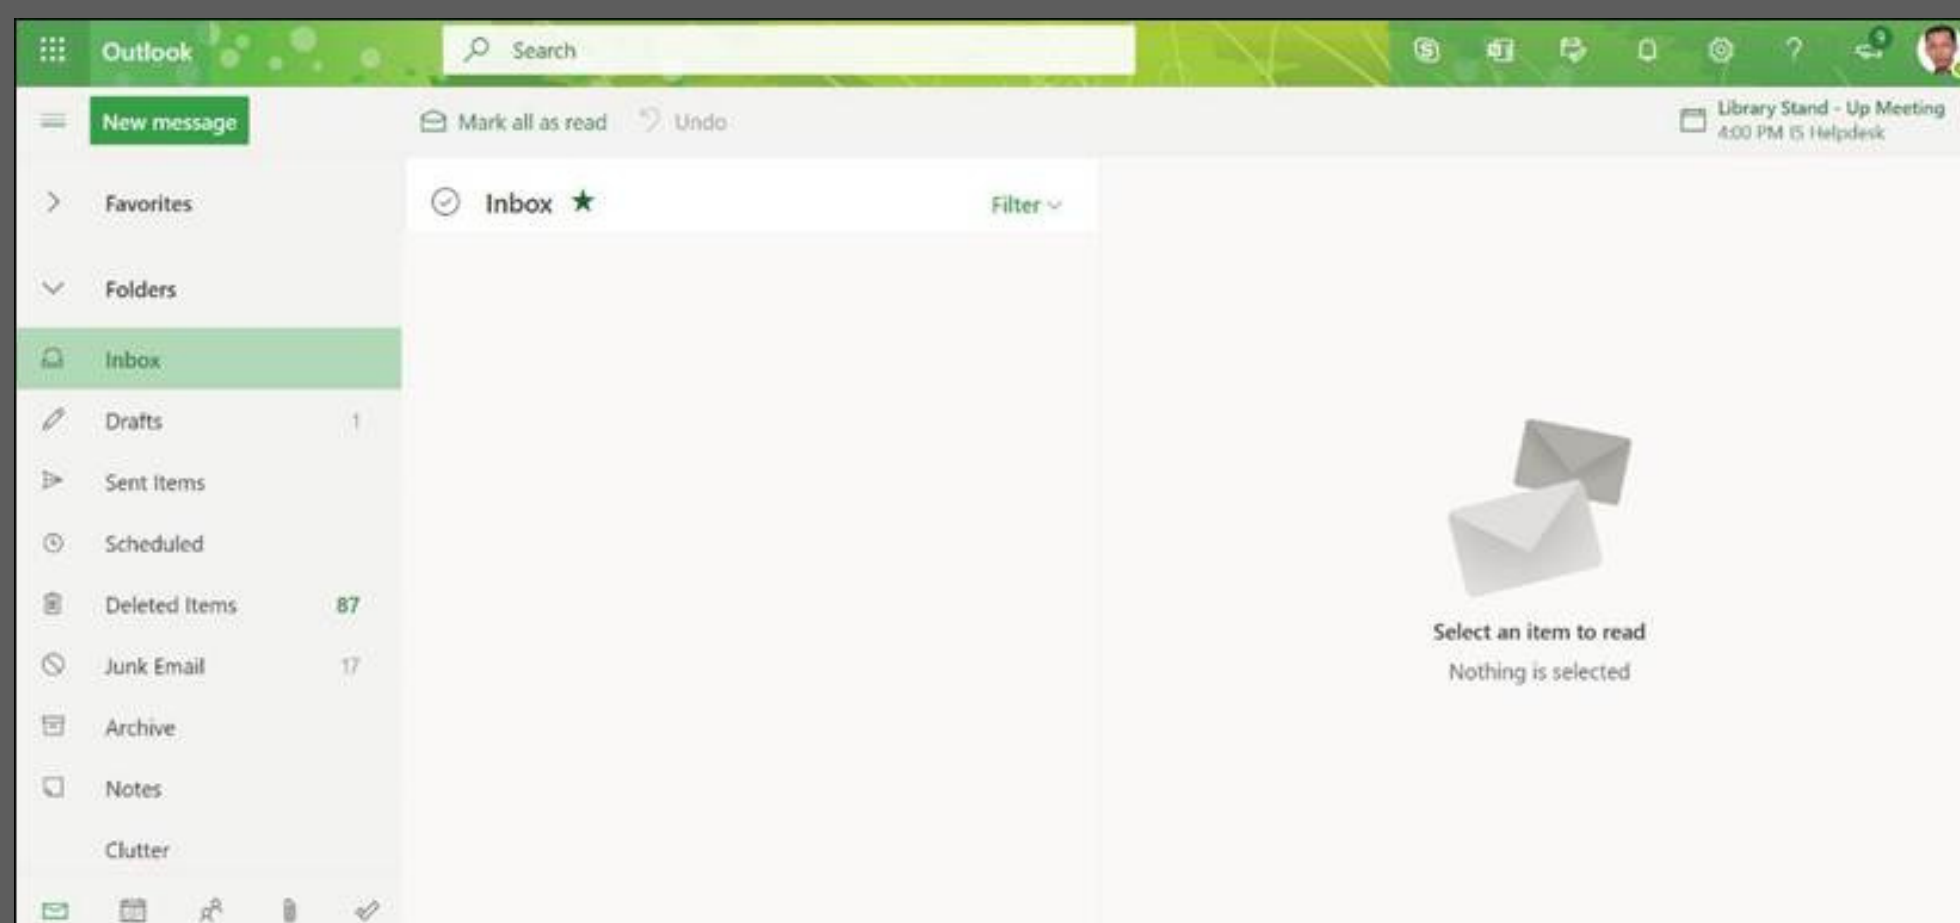 Outlook
Search
9
New message
Mark all as read
Undo
Library Stand - Up Meeting
4:00 PM IS Helpdesk
Favorites
Inbox
Filter
Folders
Inbox
Drafts 1
Sent Items
Scheduled
Deleted Items 87
Junk Email 17
Archive
Notes
Clutter
Select an item to read
Nothing is selected